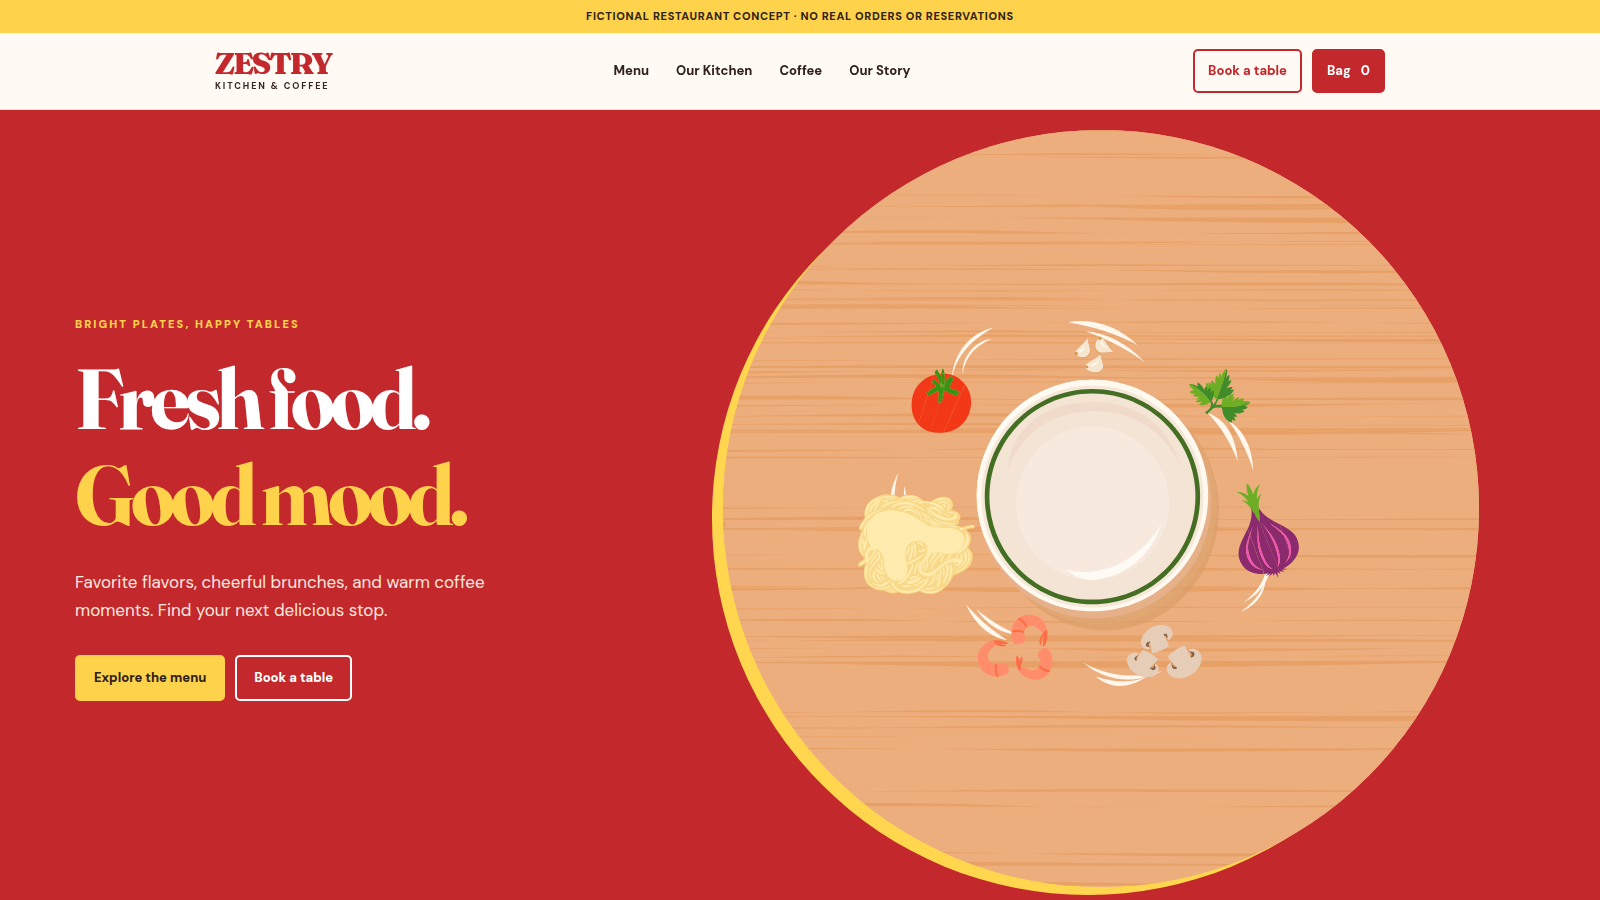 FICTIONAL RESTAURANT CONCEPT · NO REAL ORDERS OR RESERVATIONS
ZESTRY
KITCHEN & COFFEE
Menu
Our Kitchen
Coffee
Our Story
Book a table
Bag 0
BRIGHT PLATES, HAPPY TABLES
Fresh food.
Good mood.
Favorite flavors, cheerful brunches, and warm coffee
moments. Find your next delicious stop.
Explore the menu
Book a table